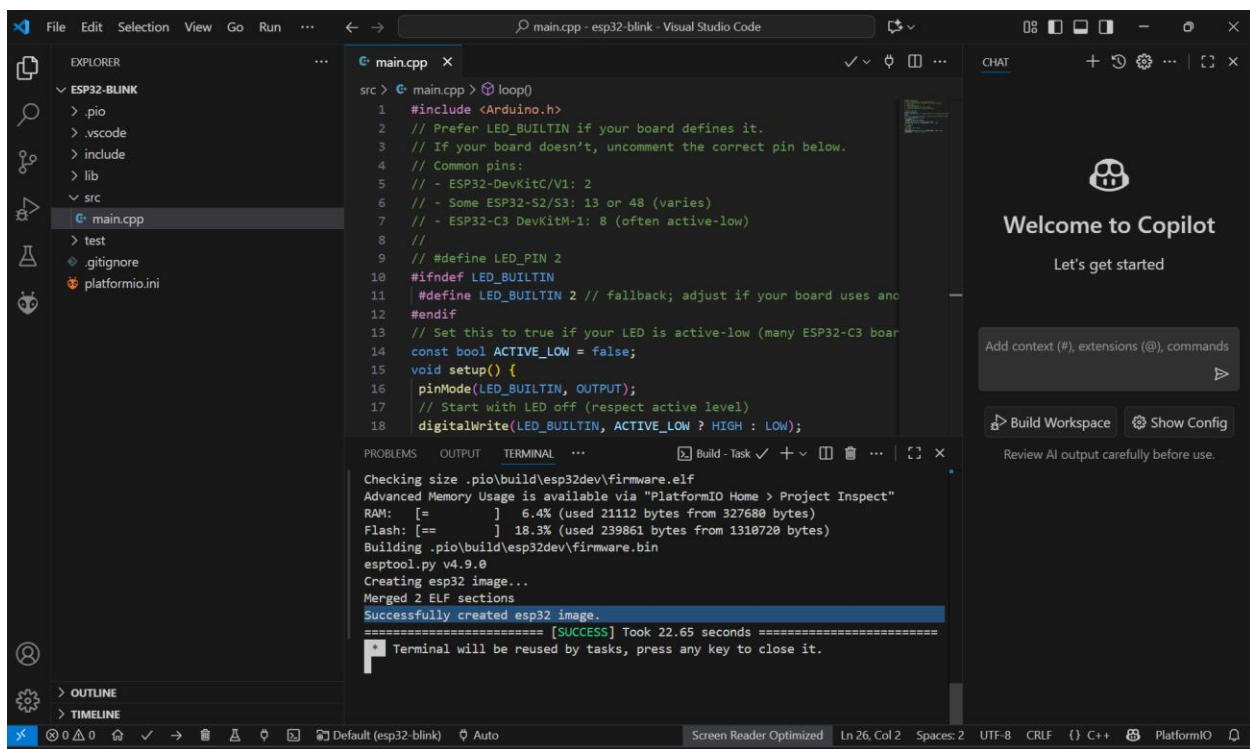 File Edit Selection View Go Run ···
main.cpp - esp32-blink - Visual Studio Code
EXPLORER
ESP32-BLINK
.pio
.vscode
include
lib
src
main.cpp
test
.gitignore
platformio.ini
OUTLINE
TIMELINE
main.cpp
src > main.cpp > loop()
1 #include <Arduino.h>
2 // Prefer LED_BUILTIN if your board defines it.
3 // If your board doesn’t, uncomment the correct pin below.
4 // Common pins:
5 // - ESP32-DevKitC/V1: 2
6 // - Some ESP32-S2/S3: 13 or 48 (varies)
7 // - ESP32-C3 DevKitM-1: 8 (often active-low)
8 //
9 // #define LED_PIN 2
10 #ifndef LED_BUILTIN
11 #define LED_BUILTIN 2 // fallback; adjust if your board uses ano
12 #endif
13 // Set this to true if your LED is active-low (many ESP32-C3 boar
14 const bool ACTIVE_LOW = false;
15 void setup() {
16 pinMode(LED_BUILTIN, OUTPUT);
17 // Start with LED off (respect active level)
18 digitalWrite(LED_BUILTIN, ACTIVE_LOW ? HIGH : LOW);
PROBLEMS OUTPUT TERMINAL ··· Build - Task
Checking size .pio\build\esp32dev\firmware.elf
Advanced Memory Usage is available via "PlatformIO Home > Project Inspect"
RAM: [= ] 6.4% (used 21112 bytes from 327680 bytes)
Flash: [== ] 18.3% (used 239861 bytes from 1310720 bytes)
Building .pio\build\esp32dev\firmware.bin
esptool.py v4.9.0
Creating esp32 image...
Merged 2 ELF sections
Successfully created esp32 image.
========================= [SUCCESS] Took 22.65 seconds =========================
* Terminal will be reused by tasks, press any key to close it.
CHAT
Welcome to Copilot
Let's get started
Add context (#), extensions (@), commands
Build Workspace Show Config
Review AI output carefully before use.
0 0 Default (esp32-blink) Auto Screen Reader Optimized Ln 26, Col 2 Spaces: 2 UTF-8 CRLF {} C++ PlatformIO